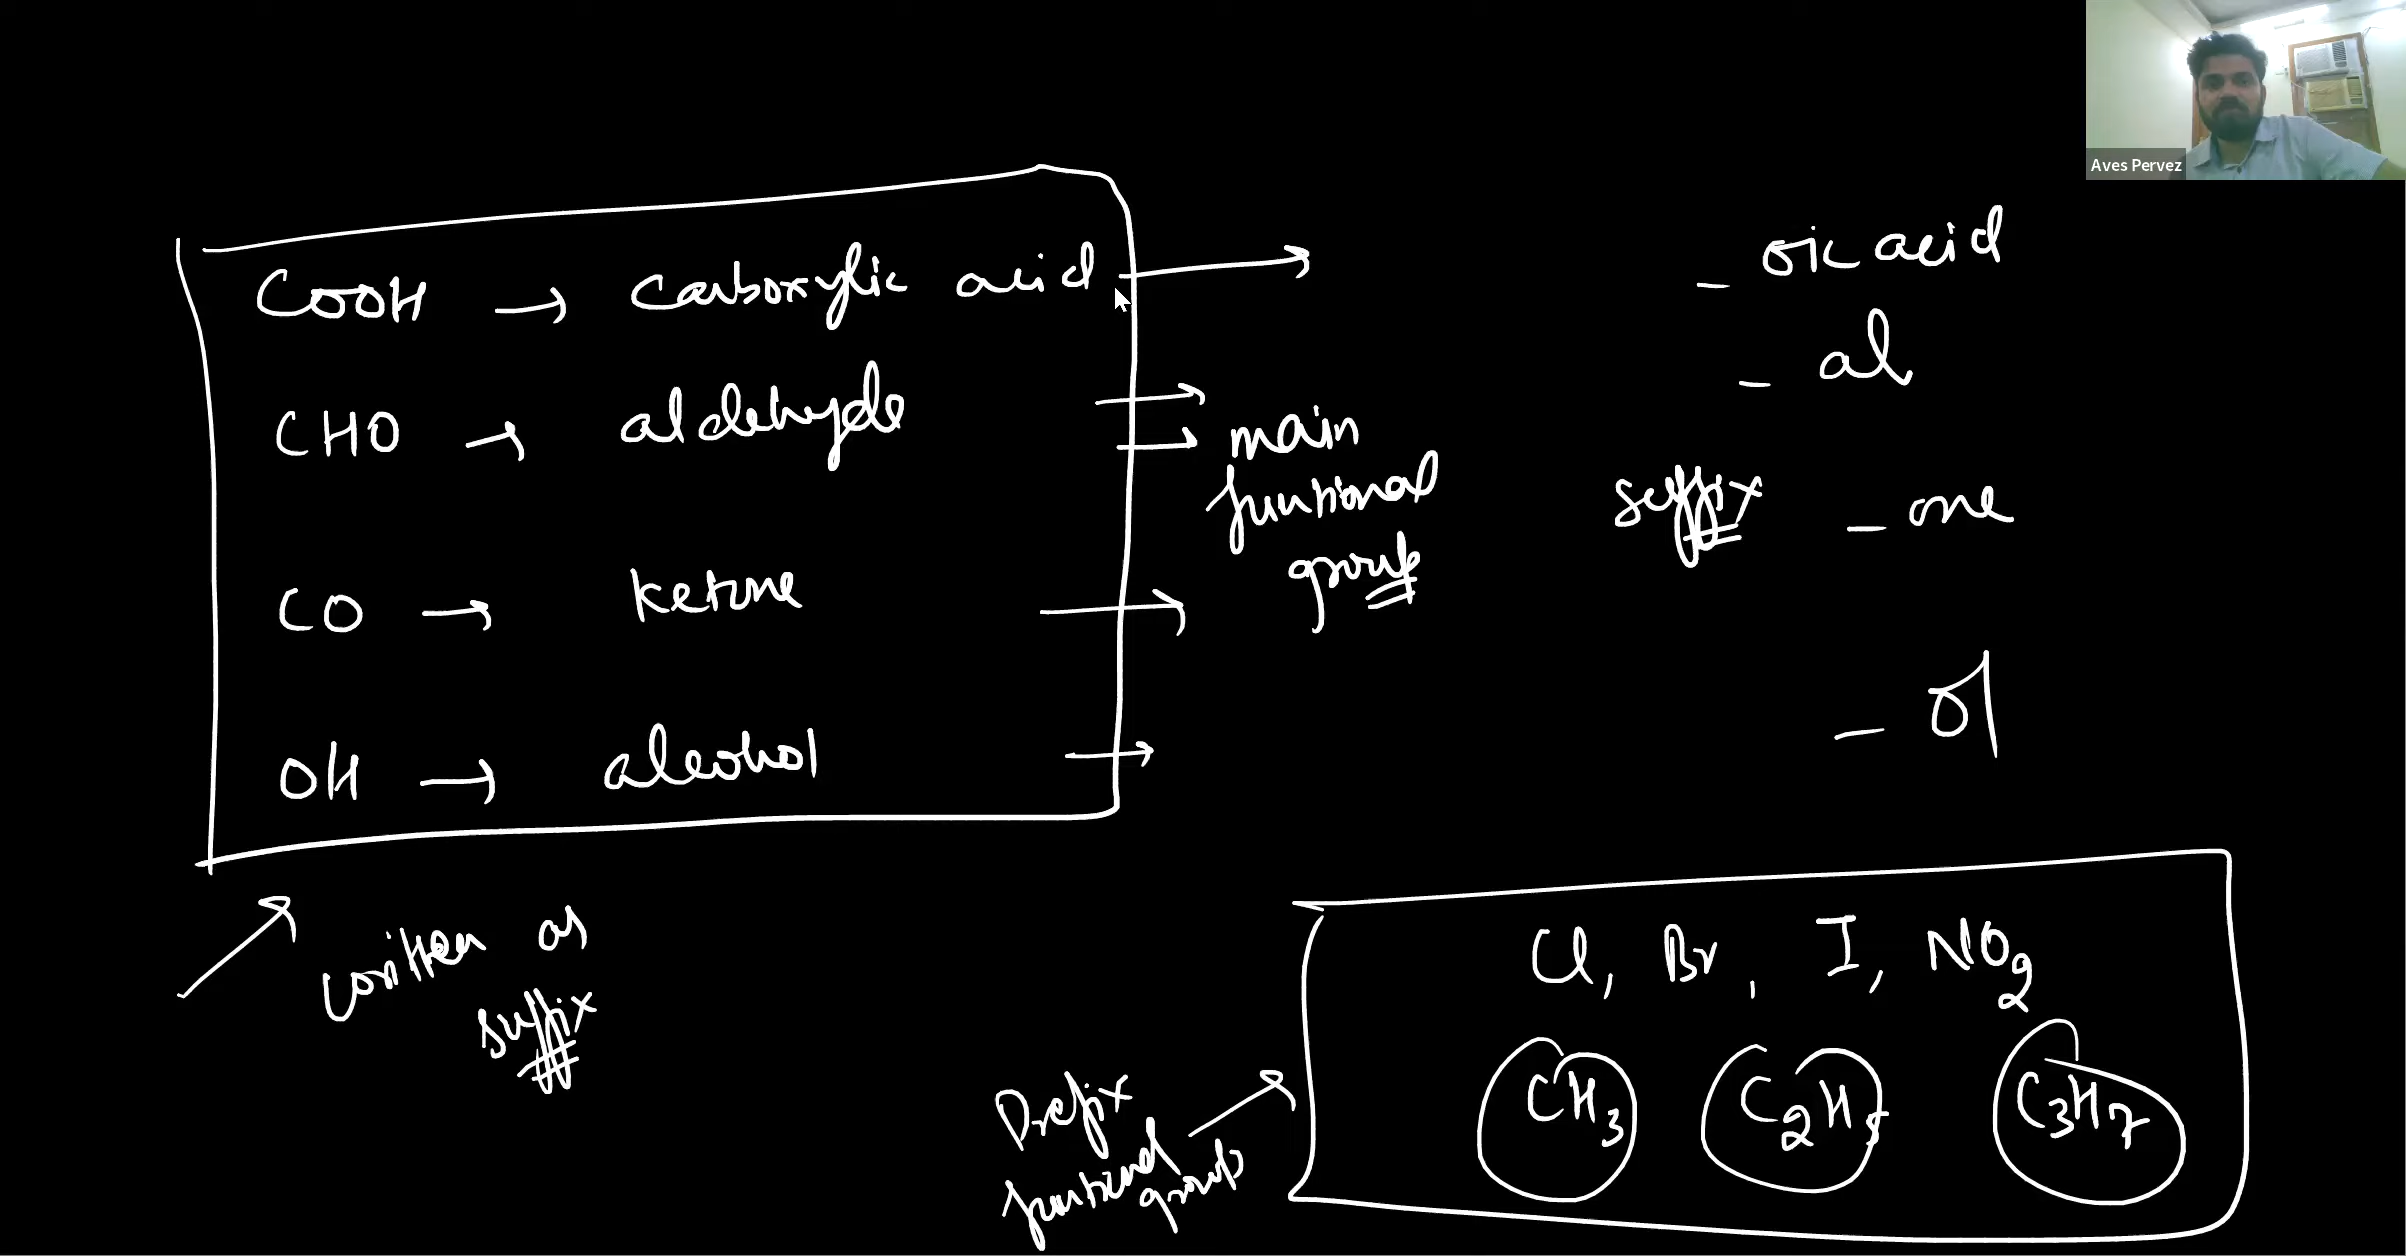 Aves Pervez
COOH → carboxylic acid →
- oic acid
CHO → aldehyde →
- al
→ main
functional
group
CO → ketone →
suffix - one
OH → alcohol →
- ol
written as
suffix
Prefix
functional
group
Cl, Br, I, NO2
CH3 C2H5 C3H7